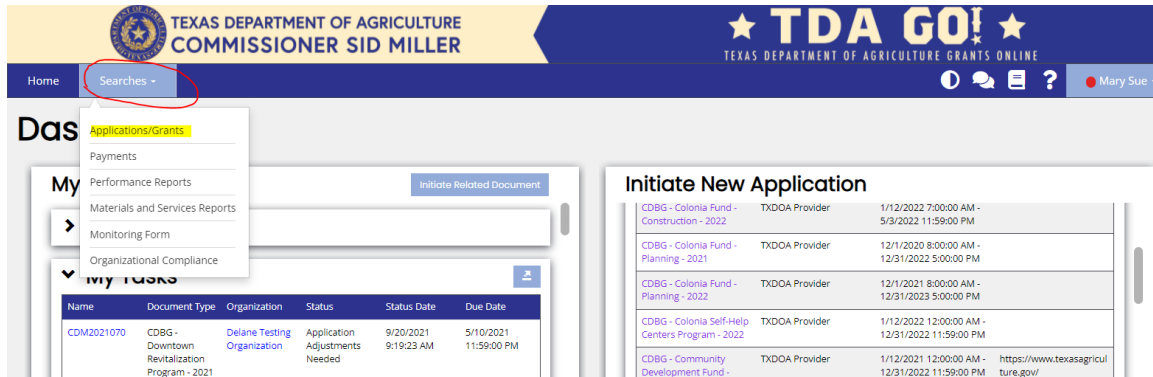 TEXAS DEPARTMENT OF AGRICULTURE
COMMISSIONER SID MILLER
TDA GO!
TEXAS DEPARTMENT OF AGRICULTURE GRANTS ONLINE
Home
Searches
?
Mary Sue
Das
Applications/Grants
Payments
Performance Reports
Materials and Services Reports
Monitoring Form
Organizational Compliance
My
Initiate Related Document
My Tasks
Name Document Type Organization Status Status Date Due Date
CDM2021070 CDBG - Delane Testing Application 9/20/2021 5/10/2021
Downtown Organization Adjustments 9:19:23 AM 11:59:00 PM
Revitalization Needed
Program - 2021
Initiate New Application
CDBG - Colonia Fund - TXDOA Provider 1/12/2022 7:00:00 AM -
Construction - 2022 5/3/2022 11:59:00 PM
CDBG - Colonia Fund - TXDOA Provider 12/1/2020 8:00:00 AM -
Planning - 2021 12/31/2022 5:00:00 PM
CDBG - Colonia Fund - TXDOA Provider 12/1/2021 8:00:00 AM -
Planning - 2022 12/31/2023 5:00:00 PM
CDBG - Colonia Self-Help TXDOA Provider 1/12/2022 12:00:00 AM -
Centers Program - 2022 12/31/2022 11:59:00 PM
CDBG - Community TXDOA Provider 1/12/2021 12:00:00 AM - https://www.texasagricul
Development Fund - 12/31/2022 11:59:00 PM ture.gov/